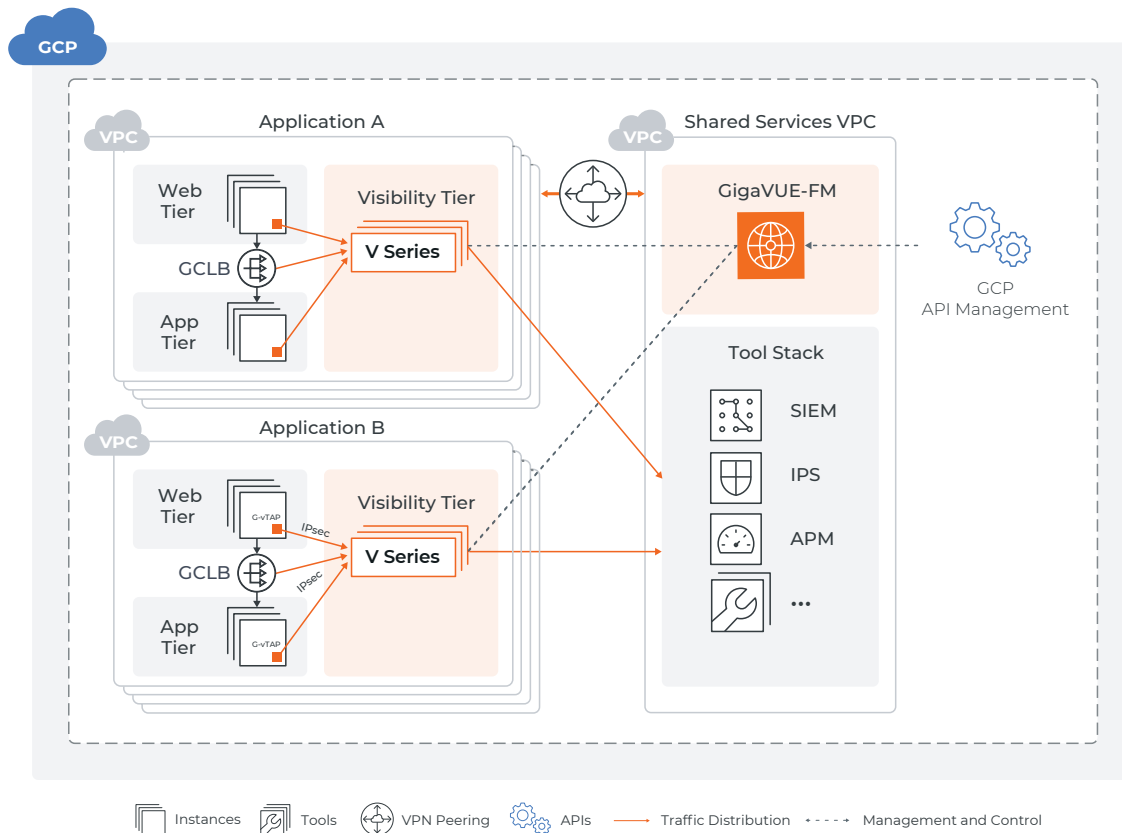 GCP
VPC
Application A
Web
Tier
GCLB
App
Tier
Visibility Tier
V Series
VPC
Shared Services VPC
GigaVUE-FM
GCP
API Management
Tool Stack
SIEM
IPS
APM
...
VPC
Application B
Web
Tier
G-vTAP
IPsec
GCLB
IPsec
App
Tier
G-vTAP
Visibility Tier
V Series
Instances
Tools
VPN Peering
APIs
Traffic Distribution
Management and Control